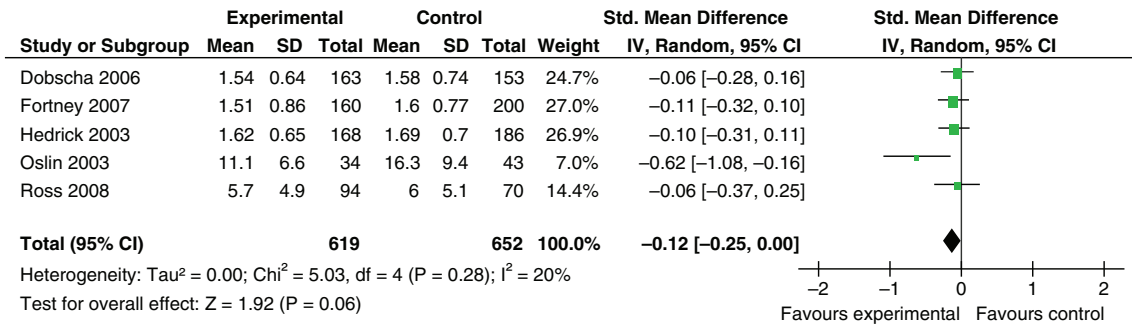 Experimental Control Std. Mean Difference Std. Mean Difference
Study or Subgroup Mean SD Total Mean SD Total Weight IV, Random, 95% CI IV, Random, 95% CI
Dobscha 2006 1.54 0.64 163 1.58 0.74 153 24.7% –0.06 [–0.28, 0.16]
Fortney 2007 1.51 0.86 160 1.6 0.77 200 27.0% –0.11 [–0.32, 0.10]
Hedrick 2003 1.62 0.65 168 1.69 0.7 186 26.9% –0.10 [–0.31, 0.11]
Oslin 2003 11.1 6.6 34 16.3 9.4 43 7.0% –0.62 [–1.08, –0.16]
Ross 2008 5.7 4.9 94 6 5.1 70 14.4% –0.06 [–0.37, 0.25]
Total (95% CI) 619 652 100.0% –0.12 [–0.25, 0.00]
Heterogeneity: Tau² = 0.00; Chi² = 5.03, df = 4 (P = 0.28); I² = 20%
Test for overall effect: Z = 1.92 (P = 0.06)
–2 –1 0 1 2
Favours experimental Favours control